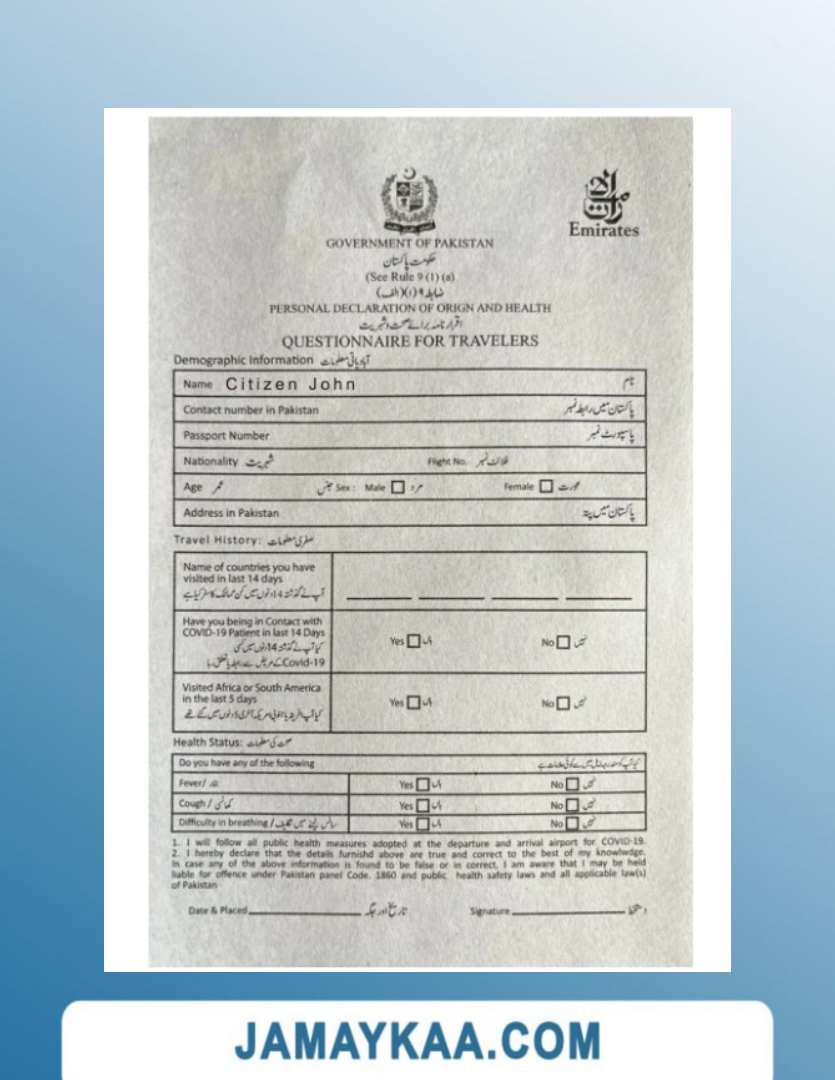 Emirates
GOVERNMENT OF PAKISTAN
حکومت پاکستان
(See Rule 9 (1) (a)
ضابطہ ۹ (۱)(الف)
PERSONAL DECLARATION OF ORIGN AND HEALTH
اقرار نامہ برائے صحت و شہریت
QUESTIONNAIRE FOR TRAVELERS
Demographic Information آبادیاتی معلومات
Name Citizen John نام
Contact number in Pakistan پاکستان میں رابطہ نمبر
Passport Number پاسپورٹ نمبر
Nationality شہریت Flight No. فلائٹ نمبر
Age عمر Sex : جنس Male مرد Female عورت
Address in Pakistan پاکستان میں پتہ
Travel History: سفری معلومات
Name of countries you have
visited in last 14 days
آپ نے گذشتہ 14 دنوں میں کن ممالک کا سفر کیا ہے
Have you being in Contact with
COVID-19 Patient in last 14 Days
کیا آپ نے گذشتہ 14 دنوں میں کسی
Covid-19 کے مریض سے رابطہ یا تعلق رہا
Yes ہاں No نہیں
Visited Africa or South America
in the last 5 days
کیا آپ افریقہ یا جنوبی امریکہ آخری 5 دنوں میں گئے تھے
Yes ہاں No نہیں
Health Status: صحت کی معلومات
Do you have any of the following کیا آپ کو مندرجہ ذیل میں سے کوئی علامات ہے
Fever/ بخار Yes ہاں No نہیں
Cough / کھانسی Yes ہاں No نہیں
Difficulty in breathing / سانس لینے میں تکلیف Yes ہاں No نہیں
1. I will follow all public health measures adopted at the departure and arrival airport for COVID-19.
2. I hereby declare that the details furnishd above are true and correct to the best of my knowlwdge.
In case any of the above information is found to be false or in correct, I am aware that I may be held
liable for offence under Pakistan panel Code. 1860 and public health safety laws and all applicable law(s)
of Pakistan
Date & Placed تاریخ اور جگہ Signature دستخط
JAMAYKAA.COM